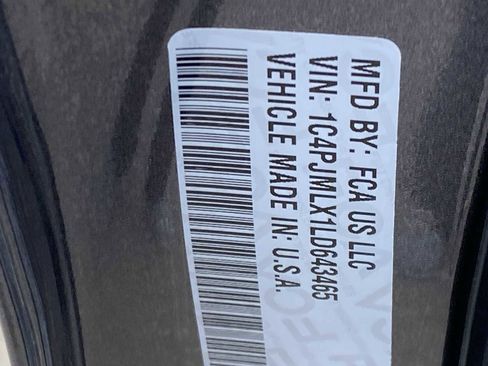 MFD BY: FCA US LLC
VIN: 1C4PJMLX1LD643465
VEHICLE MADE IN: U.S.A.